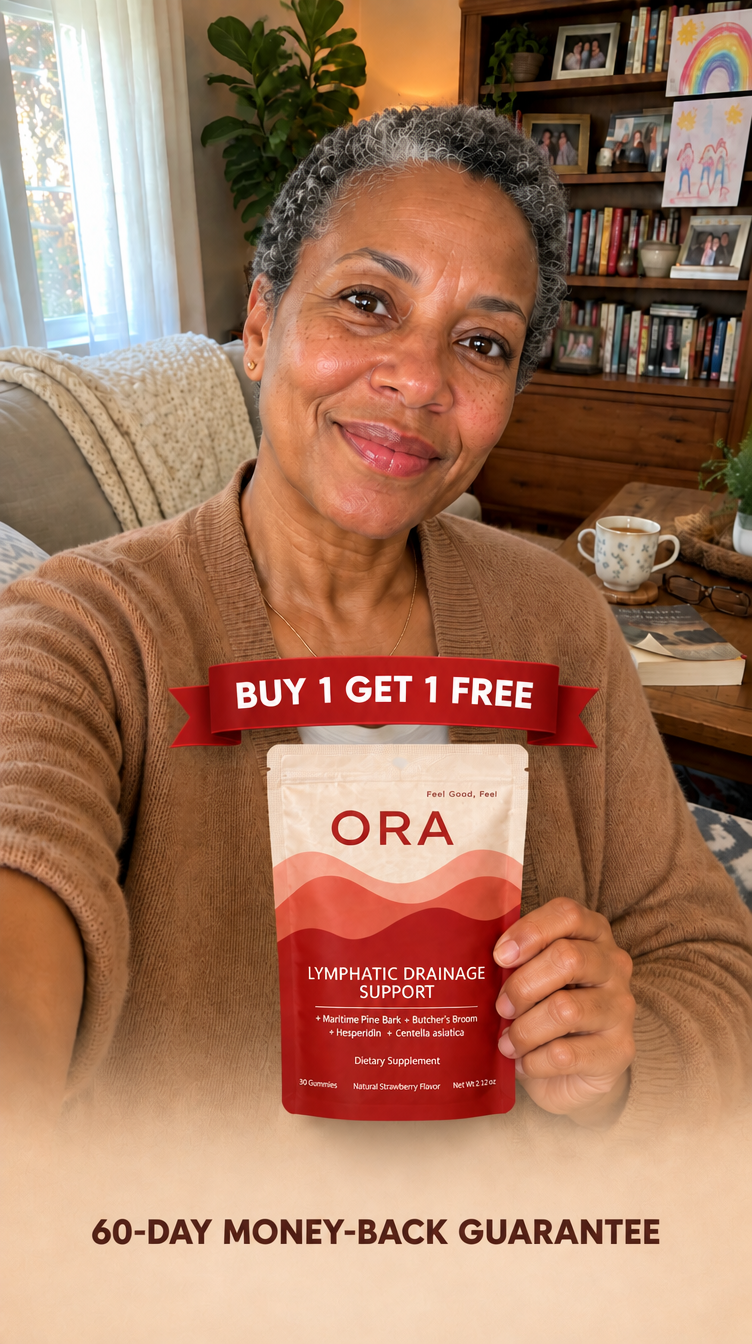 BUY 1 GET 1 FREE
Feel Good, Feel
ORA
LYMPHATIC DRAINAGE
SUPPORT
+ Maritime Pine Bark + Butcher's Broom
+ Hesperidin + Centella asiatica
Dietary Supplement
30 Gummies Natural Strawberry Flavor Net Wt 2.12 oz
60-DAY MONEY-BACK GUARANTEE